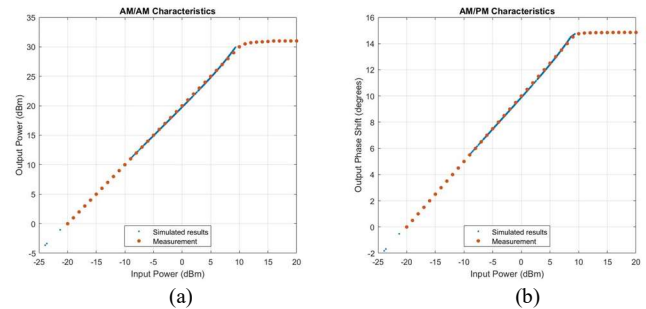 AM/AM Characteristics
35
30
25
20
15
10
5
0
-5
Output Power (dBm)
-25 -20 -15 -10 -5 0 5 10 15 20
Input Power (dBm)
Simulated results
Measurement
(a)
AM/PM Characteristics
16
14
12
10
8
6
4
2
0
-2
Output Phase Shift (degrees)
-25 -20 -15 -10 -5 0 5 10 15 20
Input Power (dBm)
Simulated results
Measurement
(b)